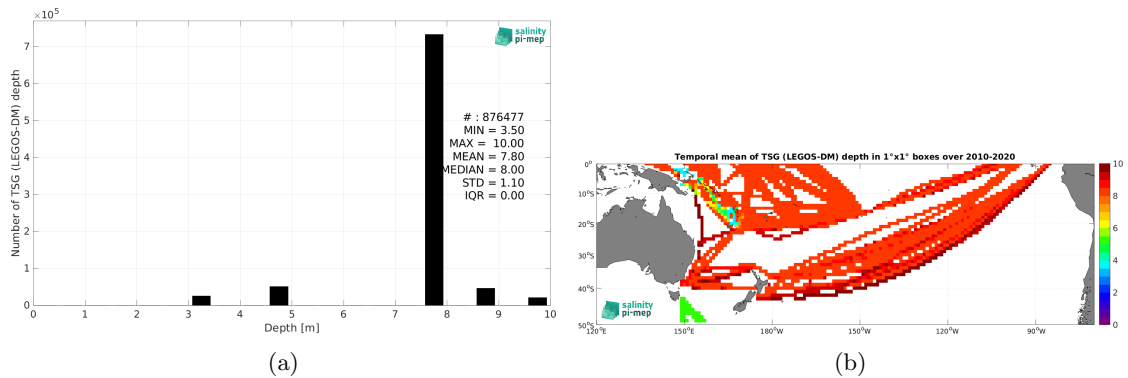 ×10⁵
7
6
5
4
3
2
1
0
Number of TSG (LEGOS-DM) depth
salinity
pi-mep
# : 876477
MIN = 3.50
MAX = 10.00
MEAN = 7.80
MEDIAN = 8.00
STD = 1.10
IQR = 0.00
0 1 2 3 4 5 6 7 8 9 10
Depth [m]
(a)
Temporal mean of TSG (LEGOS-DM) depth in 1°x1° boxes over 2010-2020
0°
10°S
20°S
30°S
40°S
50°S
salinity
pi-mep
120°E 150°E 180°W 150°W 120°W 90°W
10
8
6
4
2
0
(b)